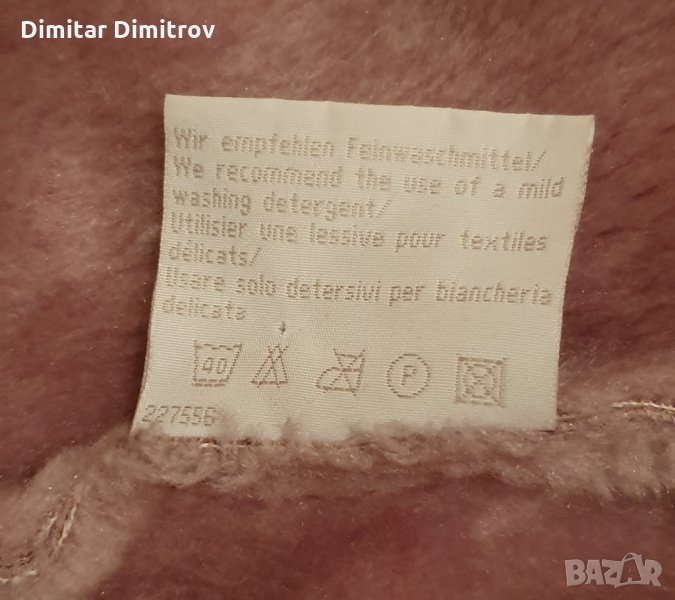 Dimitar Dimitrov
Wir empfehlen Feinwaschmittel/
We recommend the use of a mild
washing detergent/
Utilisier une lessive pour textiles
délicats/
Usare solo detersivi per biancheria
delicata
40
P
227556
BAZAR